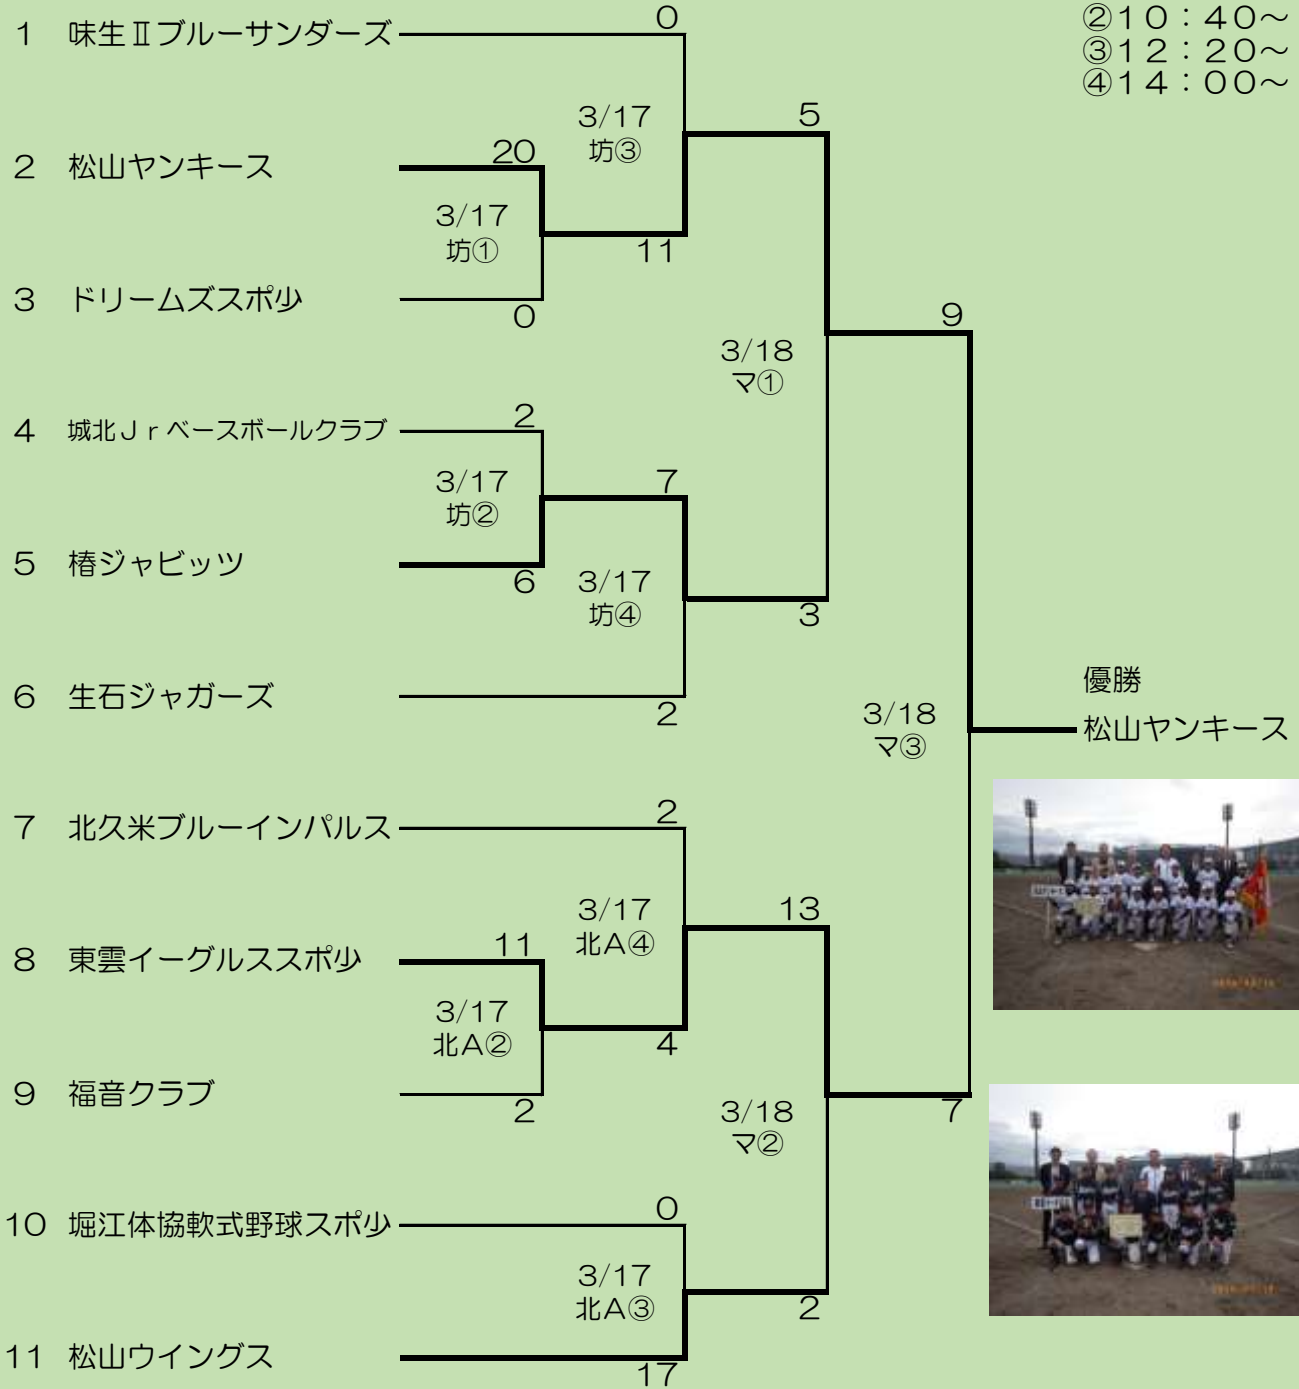 ②１０：４０～
③１２：２０～
④１４：００～
1 味生Ⅱブルーサンダーズ
0
3/17
坊③
5
2 松山ヤンキース
20
3/17
坊①
11
3 ドリームズスポ少
0
9
3/18
マ①
4 城北Ｊｒベースボールクラブ
2
3/17
坊②
7
5 椿ジャビッツ
6
3/17
坊④
3
6 生石ジャガーズ
2
優勝
松山ヤンキース
3/18
マ③
7 北久米ブルーインパルス
2
3/17
北A④
13
8 東雲イーグルススポ少
11
3/17
北A②
4
9 福音クラブ
2
7
3/18
マ②
10 堀江体協軟式野球スポ少
0
3/17
北A③
2
11 松山ウイングス
17